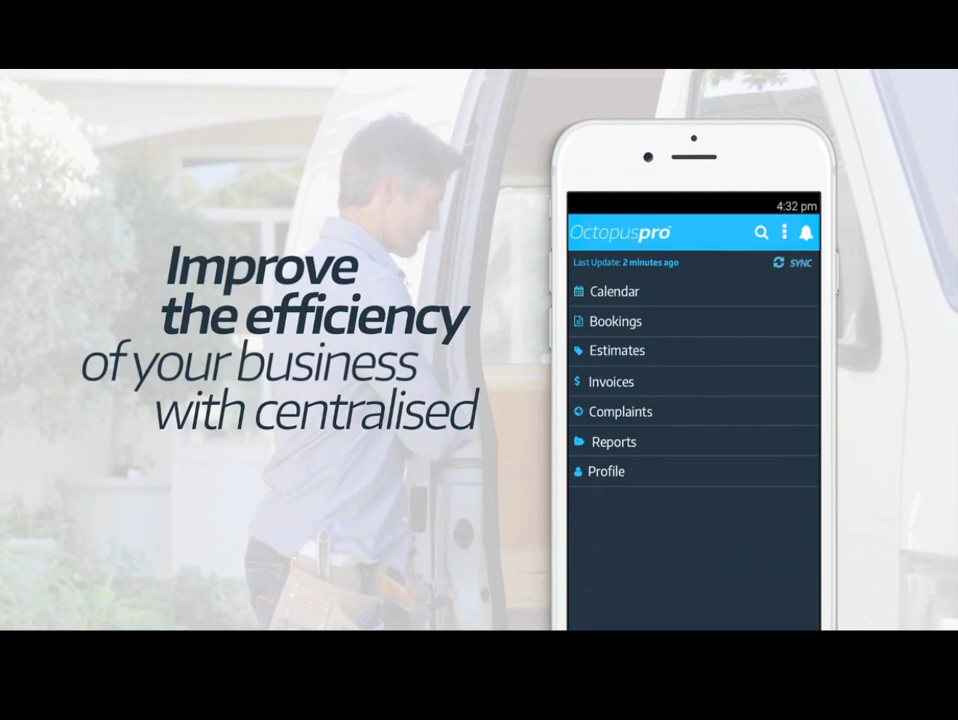 Improve
the efficiency
of your business
with centralised
4:32 pm
Octopuspro
Last Update: 2 minutes ago SYNC
Calendar
Bookings
Estimates
Invoices
Complaints
Reports
Profile